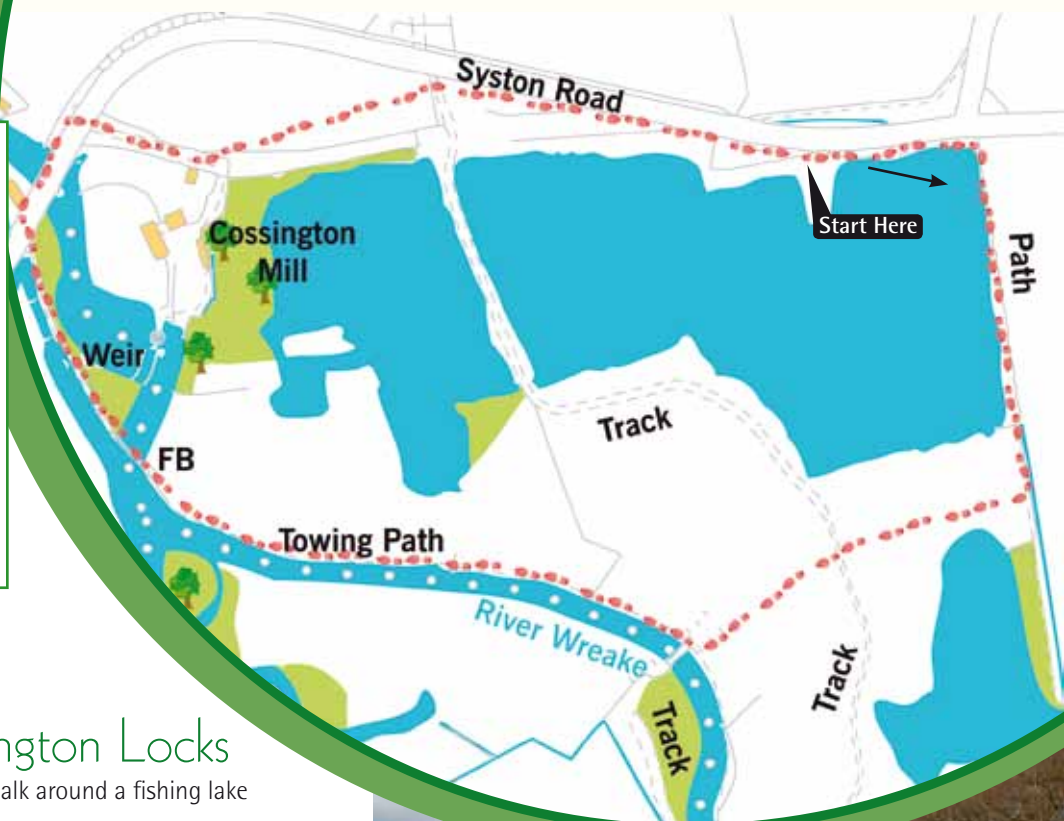 Syston Road
Start Here
Path
Cossington
Mill
Weir
Track
FB
Towing Path
River Wreake
Track
Track
ngton Locks
alk around a fishing lake